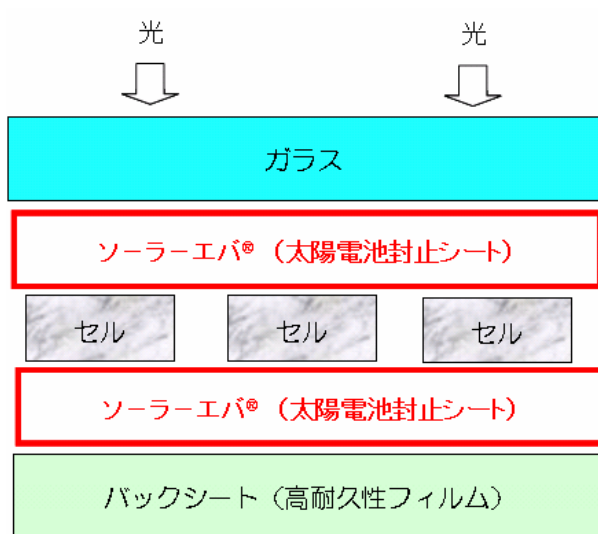 光 光
ガラス
ソーラーエバ® （太陽電池封止シート）
セル セル セル
ソーラーエバ® （太陽電池封止シート）
バックシート（高耐久性フィルム）